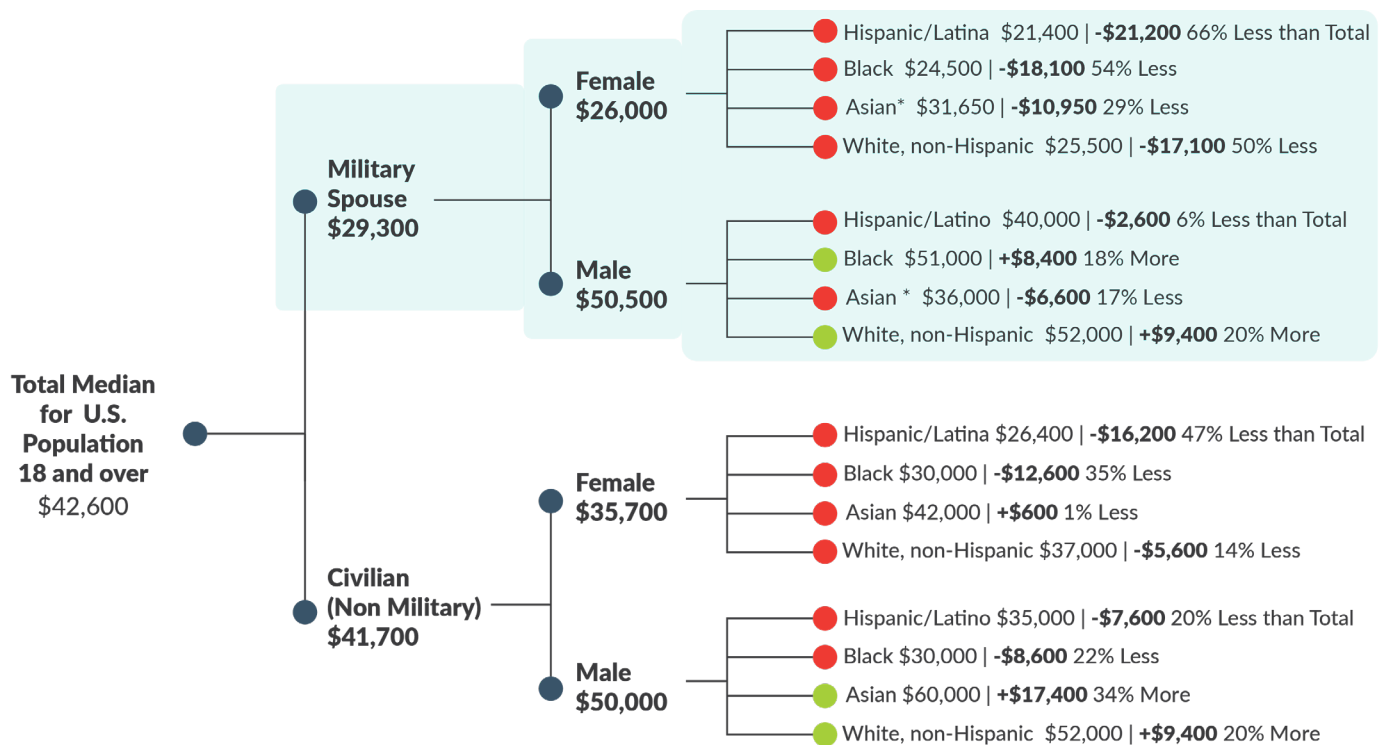 Total Median
for U.S.
Population
18 and over
$42,600
Military
Spouse
$29,300
Female
$26,000
Hispanic/Latina $21,400 | -$21,200 66% Less than Total
Black $24,500 | -$18,100 54% Less
Asian* $31,650 | -$10,950 29% Less
White, non-Hispanic $25,500 | -$17,100 50% Less
Male
$50,500
Hispanic/Latino $40,000 | -$2,600 6% Less than Total
Black $51,000 | +$8,400 18% More
Asian * $36,000 | -$6,600 17% Less
White, non-Hispanic $52,000 | +$9,400 20% More
Civilian
(Non Military)
$41,700
Female
$35,700
Hispanic/Latina $26,400 | -$16,200 47% Less than Total
Black $30,000 | -$12,600 35% Less
Asian $42,000 | +$600 1% Less
White, non-Hispanic $37,000 | -$5,600 14% Less
Male
$50,000
Hispanic/Latino $35,000 | -$7,600 20% Less than Total
Black $30,000 | -$8,600 22% Less
Asian $60,000 | +$17,400 34% More
White, non-Hispanic $52,000 | +$9,400 20% More